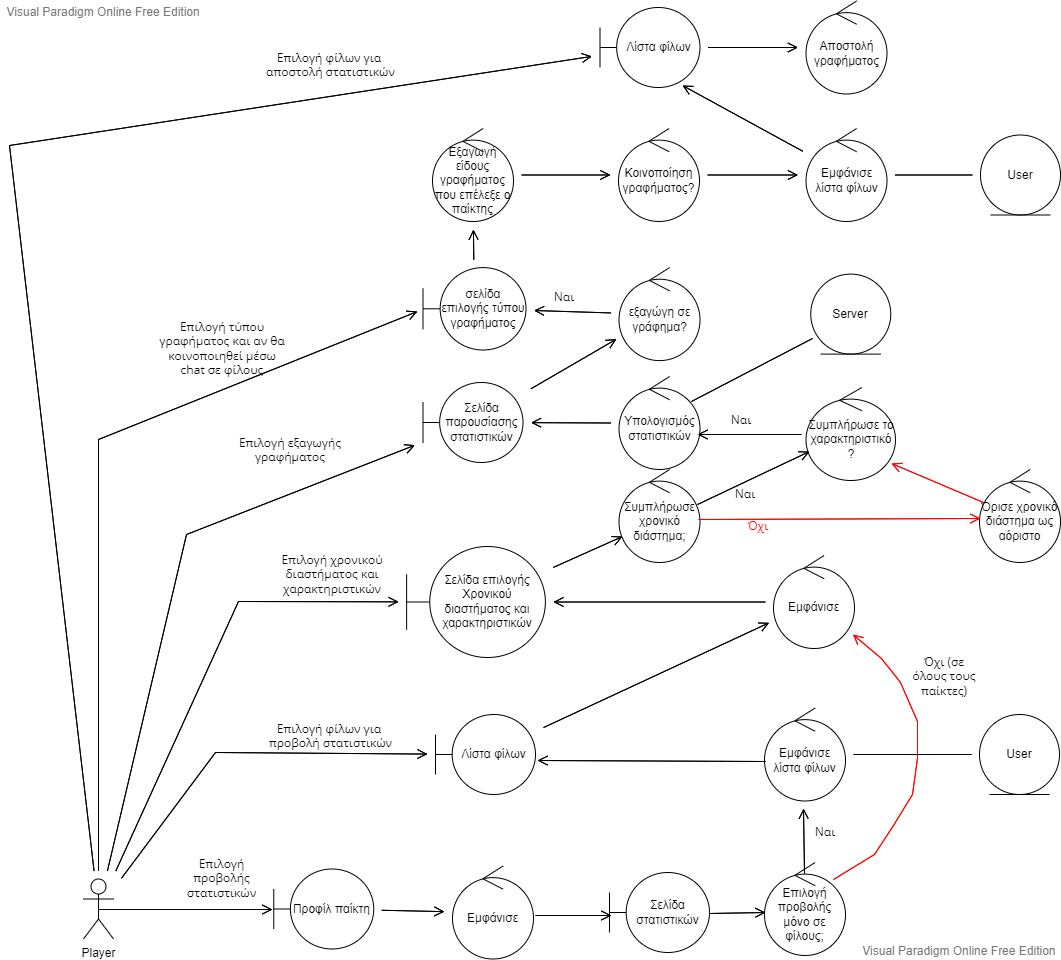 Visual Paradigm Online Free Edition
Επιλογή φίλων για
αποστολή στατιστικών
Λίστα φίλων
Αποστολή
γραφήματος
Εξαγωγή
είδους
γραφήματος
που επέλεξε ο
παίκτης
Κοινοποίηση
γραφήματος?
Εμφάνισε
λίστα φίλων
User
σελίδα
επιλογής τύπου
γραφήματος
Ναι
εξαγώγη σε
γράφημα?
Server
Επιλογή τύπου
γραφήματος και αν θα
κοινοποιηθεί μέσω
chat σε φίλους
Σελίδα
παρουσίασης
στατιστικών
Υπολογισμός
στατιστικών
Ναι
Συμπλήρωσε το
χαρακτηριστικό
?
Επιλογή εξαγωγής
γραφήματος
Συμπλήρωσε
χρονικό
διάστημα;
Ναι
Όχι
Όρισε χρονικό
διάστημα ως
αόριστο
Επιλογή χρονικού
διαστήματος και
χαρακτηριστικών
Σελίδα επιλογής
Χρονικού
διαστήματος και
χαρακτηριστικών
Εμφάνισε
Όχι (σε
όλους τους
παίκτες)
Επιλογή φίλων για
προβολή στατιστικών
Λίστα φίλων
Εμφάνισε
λίστα φίλων
User
Ναι
Επιλογή
προβολής
στατιστικών
Προφίλ παίκτη
Εμφάνισε
Σελίδα
στατιστικών
Επιλογή
προβολής
μόνο σε
φίλους;
Player
Visual Paradigm Online Free Edition